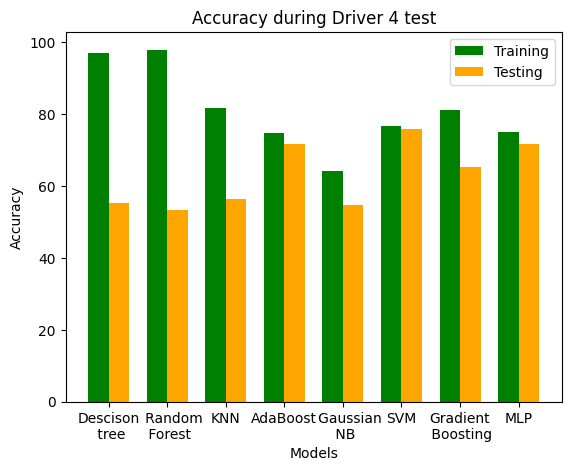 Accuracy during Driver 4 test
Training
Testing
Accuracy
100
80
60
40
20
0
Descison
tree
Random
Forest
KNN
AdaBoost
Gaussian
NB
SVM
Gradient
Boosting
MLP
Models